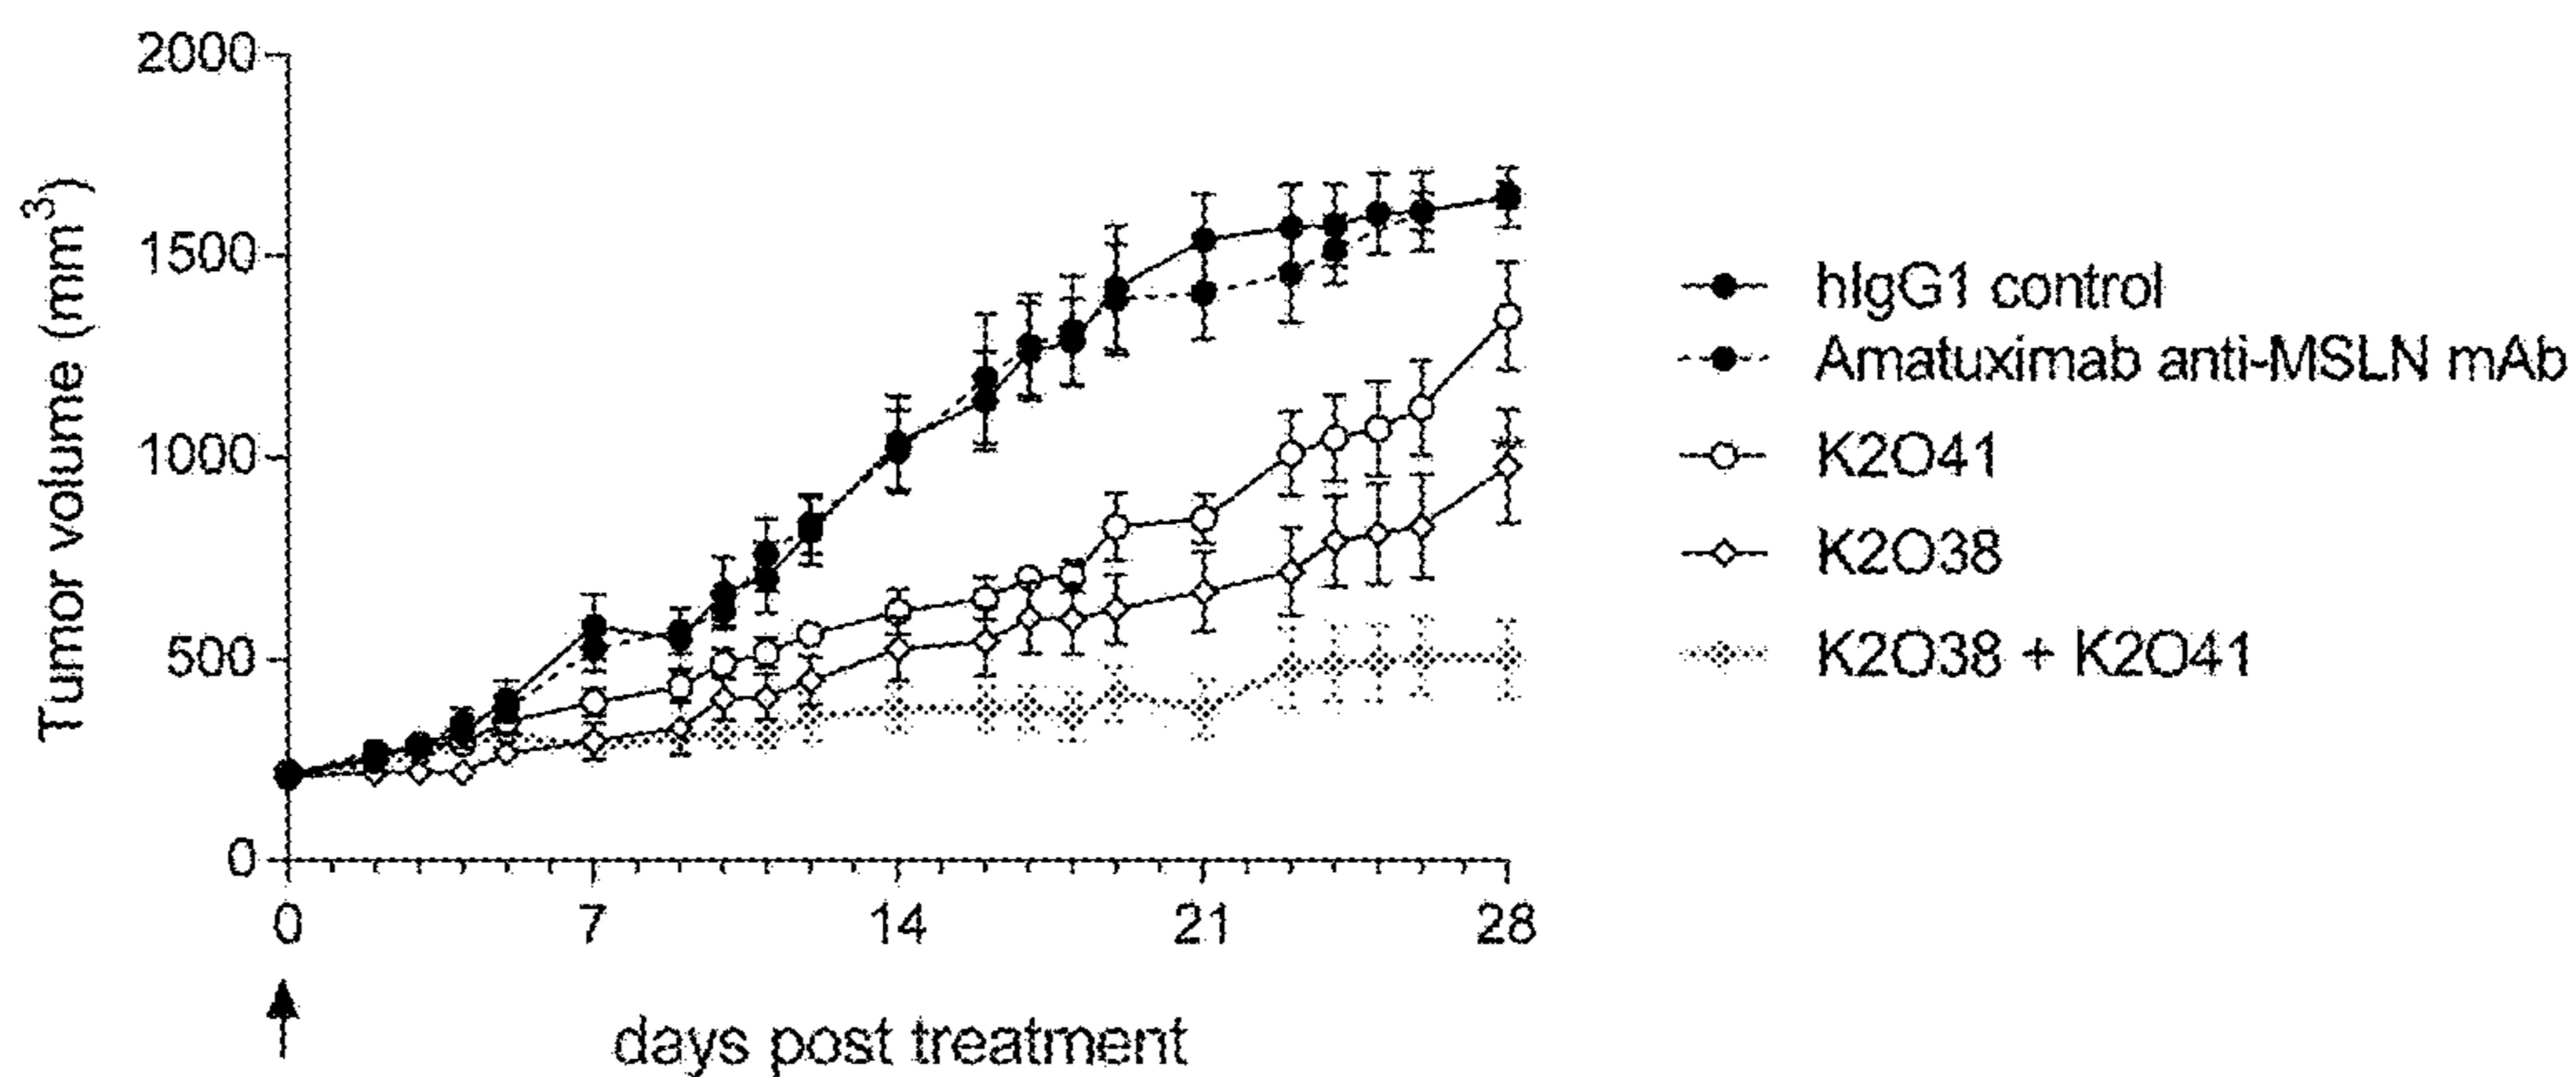 2000
1500
1000
500
0
Tumor volume (mm³)
0 7 14 21 28
days post treatment
hIgG1 control
Amatuximab anti-MSLN mAb
K2O41
K2O38
K2O38 + K2O41
**